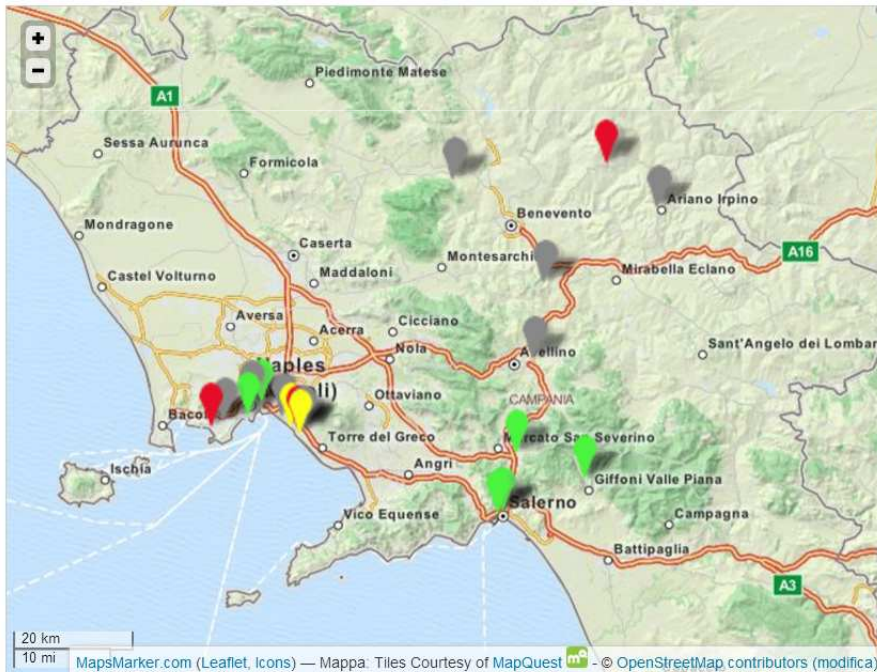 +
−
Piedimonte Matese
A1
Sessa Aurunca
Formicola
Ariano Irpino
Benevento
Mondragone
Caserta
A16
Montesarchi
Maddaloni
Mirabella Eclano
Castel Volturno
Aversa
Cicciano
Acerra
Sant'Angelo dei Lombar
Nola
Avellino
Naples
CAMPANIA
Ottaviano
Torre del Greco
Mercato San Severino
Angri
Ischia
Giffoni Valle Piana
Salerno
Vico Equense
Campagna
Battipaglia
A3
20 km
10 mi
MapsMarker.com (Leaflet, Icons) — Mappa: Tiles Courtesy of MapQuest m - © OpenStreetMap contributors (modifica)